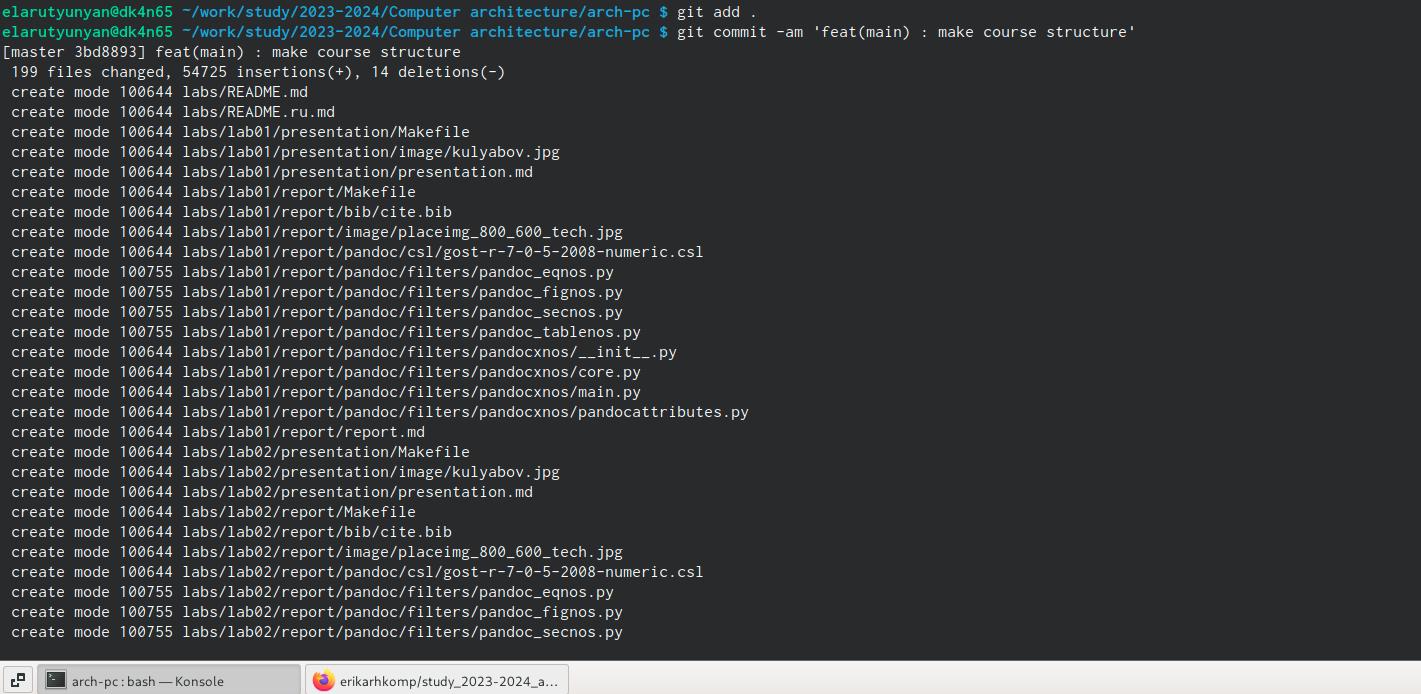 elarutyunyan@dk4n65 ~/work/study/2023-2024/Computer architecture/arch-pc $ git add .
elarutyunyan@dk4n65 ~/work/study/2023-2024/Computer architecture/arch-pc $ git commit -am 'feat(main) : make course structure'
[master 3bd8893] feat(main) : make course structure
 199 files changed, 54725 insertions(+), 14 deletions(-)
 create mode 100644 labs/README.md
 create mode 100644 labs/README.ru.md
 create mode 100644 labs/lab01/presentation/Makefile
 create mode 100644 labs/lab01/presentation/image/kulyabov.jpg
 create mode 100644 labs/lab01/presentation/presentation.md
 create mode 100644 labs/lab01/report/Makefile
 create mode 100644 labs/lab01/report/bib/cite.bib
 create mode 100644 labs/lab01/report/image/placeimg_800_600_tech.jpg
 create mode 100644 labs/lab01/report/pandoc/csl/gost-r-7-0-5-2008-numeric.csl
 create mode 100755 labs/lab01/report/pandoc/filters/pandoc_eqnos.py
 create mode 100755 labs/lab01/report/pandoc/filters/pandoc_fignos.py
 create mode 100755 labs/lab01/report/pandoc/filters/pandoc_secnos.py
 create mode 100755 labs/lab01/report/pandoc/filters/pandoc_tablenos.py
 create mode 100644 labs/lab01/report/pandoc/filters/pandocxnos/__init__.py
 create mode 100644 labs/lab01/report/pandoc/filters/pandocxnos/core.py
 create mode 100644 labs/lab01/report/pandoc/filters/pandocxnos/main.py
 create mode 100644 labs/lab01/report/pandoc/filters/pandocxnos/pandocattributes.py
 create mode 100644 labs/lab01/report/report.md
 create mode 100644 labs/lab02/presentation/Makefile
 create mode 100644 labs/lab02/presentation/image/kulyabov.jpg
 create mode 100644 labs/lab02/presentation/presentation.md
 create mode 100644 labs/lab02/report/Makefile
 create mode 100644 labs/lab02/report/bib/cite.bib
 create mode 100644 labs/lab02/report/image/placeimg_800_600_tech.jpg
 create mode 100644 labs/lab02/report/pandoc/csl/gost-r-7-0-5-2008-numeric.csl
 create mode 100755 labs/lab02/report/pandoc/filters/pandoc_eqnos.py
 create mode 100755 labs/lab02/report/pandoc/filters/pandoc_fignos.py
 create mode 100755 labs/lab02/report/pandoc/filters/pandoc_secnos.py
arch-pc : bash — Konsole
erikarhkomp/study_2023-2024_a...